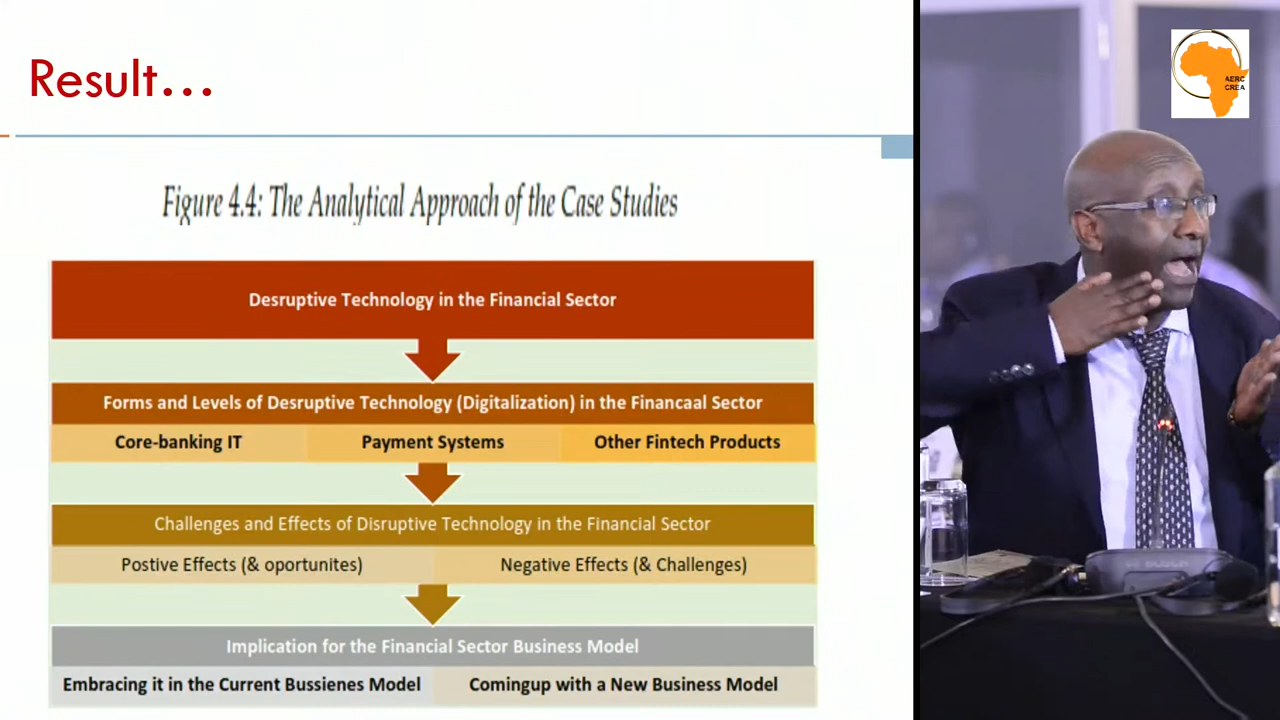 Result...
AERC
CREA
Figure 4.4: The Analytical Approach of the Case Studies
Desruptive Technology in the Financial Sector
Forms and Levels of Desruptive Technology (Digitalization) in the Financaal Sector
Core-banking IT Payment Systems Other Fintech Products
Challenges and Effects of Disruptive Technology in the Financial Sector
Postive Effects (& oportunites) Negative Effects (& Challenges)
Implication for the Financial Sector Business Model
Embracing it in the Current Bussienes Model Comingup with a New Business Model